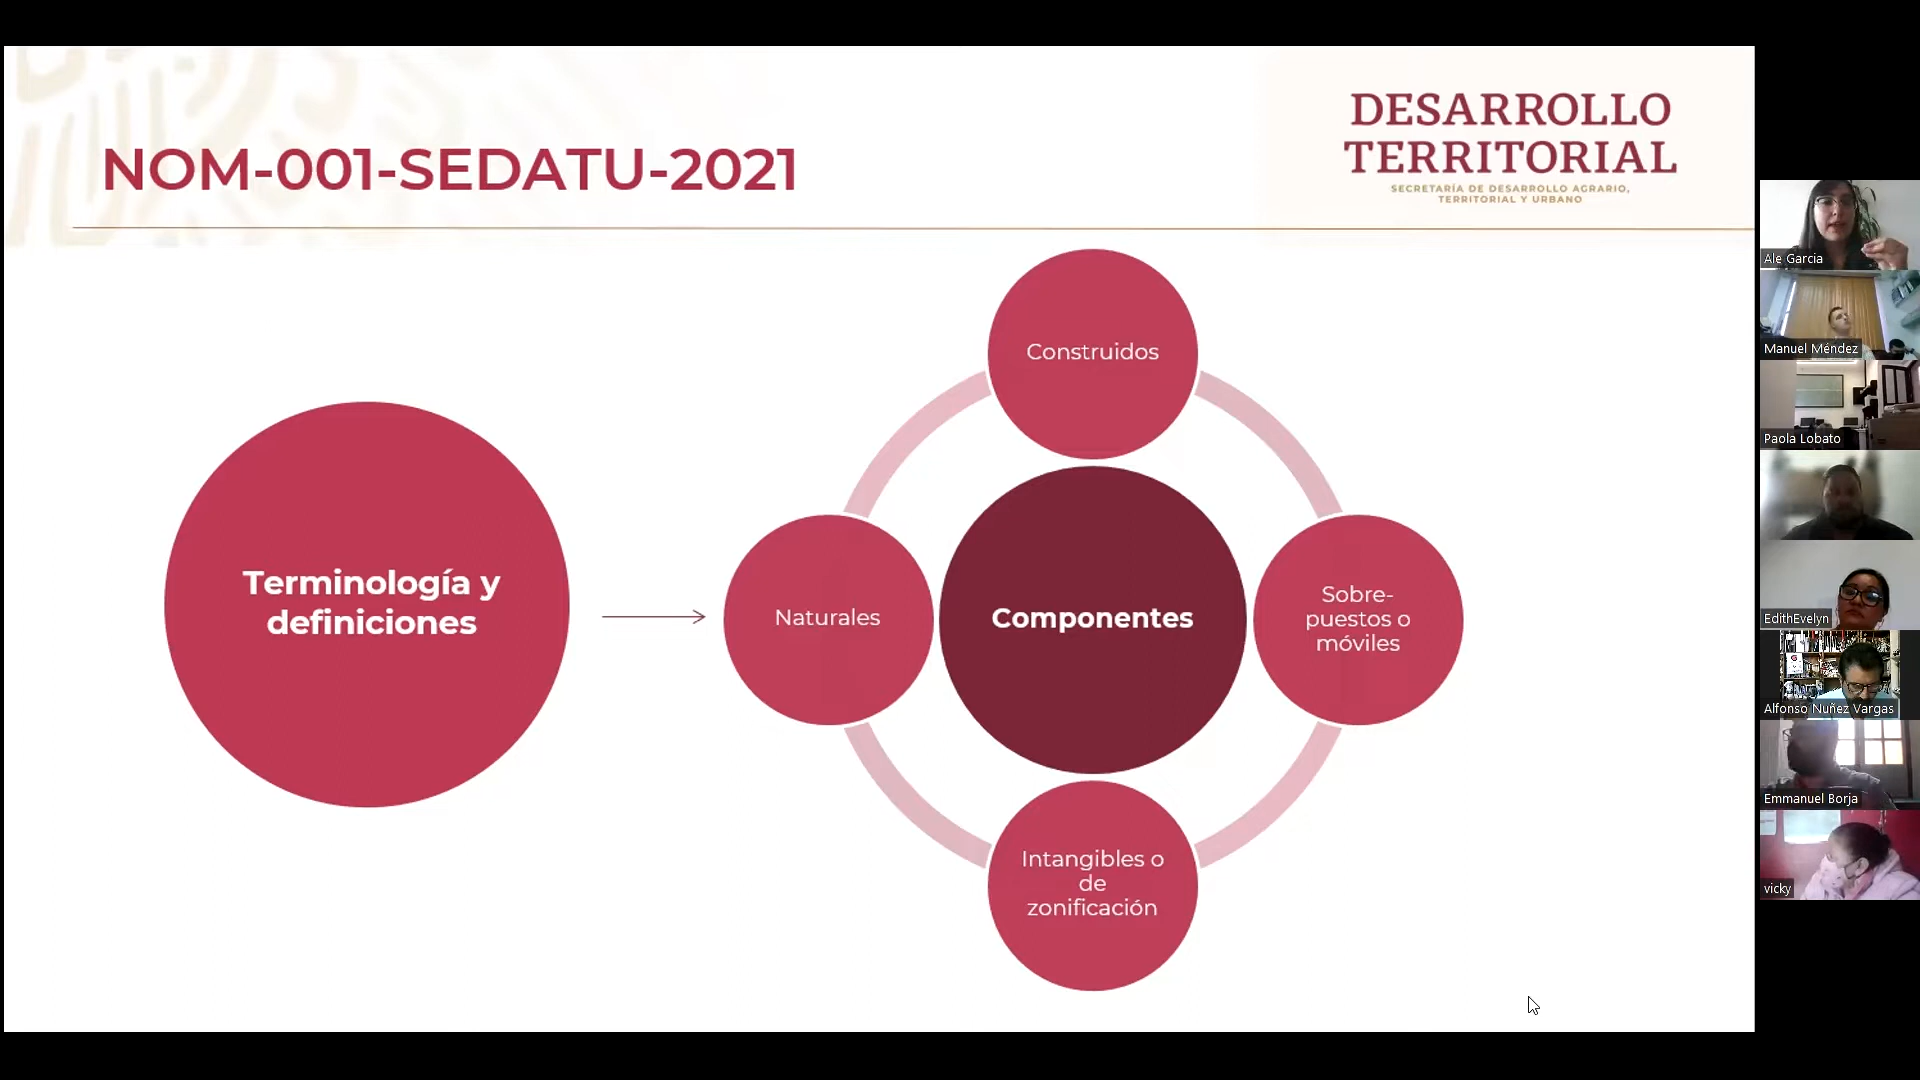 NOM-001-SEDATU-2021
DESARROLLO
TERRITORIAL
SECRETARÍA DE DESARROLLO AGRARIO,
TERRITORIAL Y URBANO
Terminología y
definiciones
Construidos
Naturales
Componentes
Sobre-
puestos o
móviles
Intangibles o
de
zonificación
Ale Garcia
Manuel Méndez
Paola Lobato
EdithEvelyn
Alfonso Nuñez Vargas
Emmanuel Borja
vicky